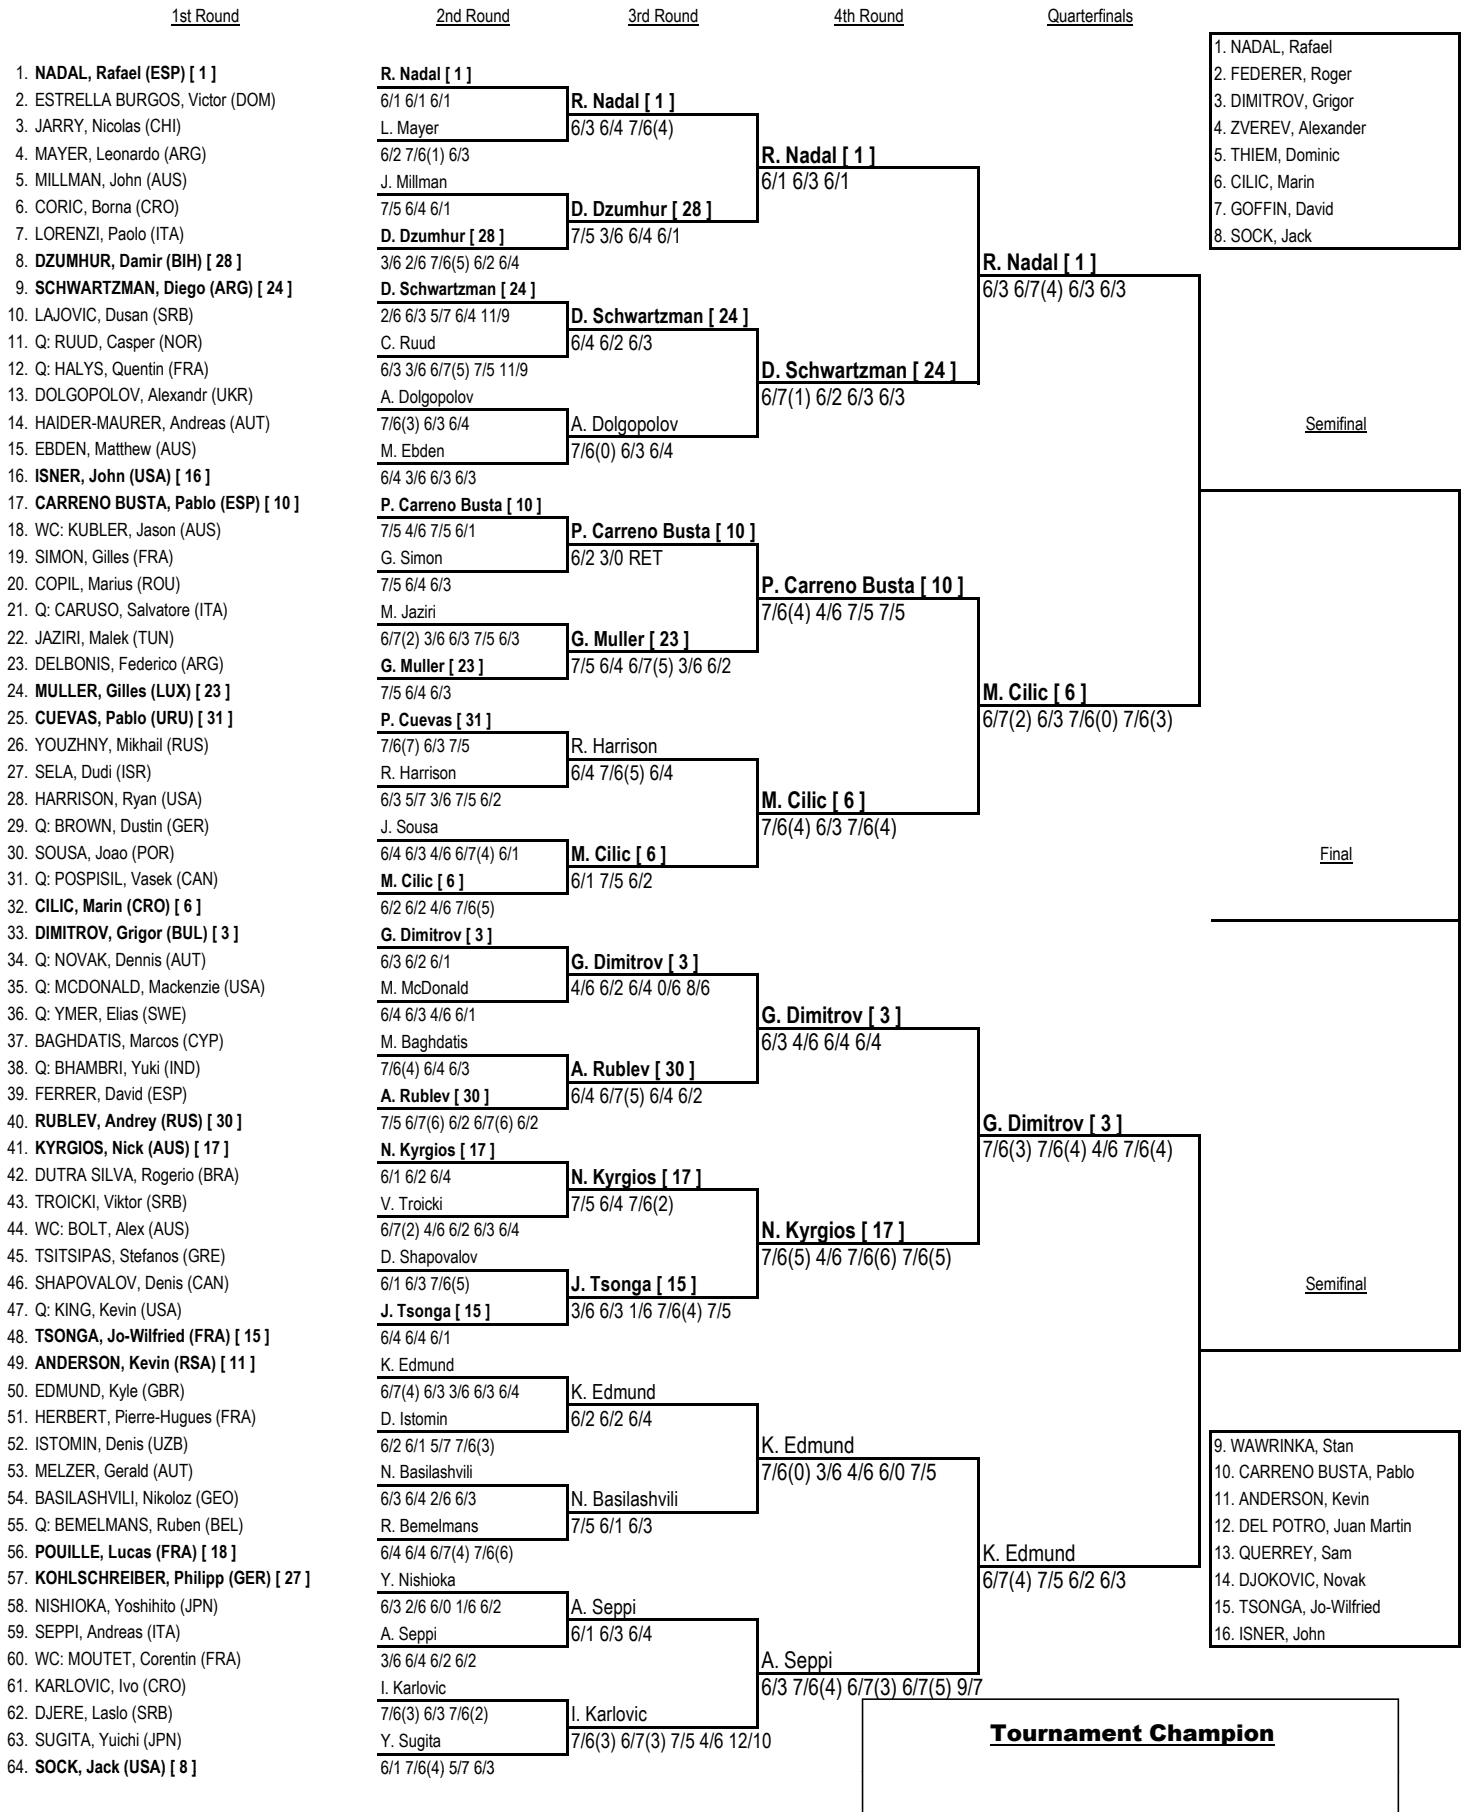 1st Round
2nd Round
3rd Round
4th Round
Quarterfinals
1. NADAL, Rafael (ESP) [ 1 ]
2. ESTRELLA BURGOS, Victor (DOM)
3. JARRY, Nicolas (CHI)
4. MAYER, Leonardo (ARG)
5. MILLMAN, John (AUS)
6. CORIC, Borna (CRO)
7. LORENZI, Paolo (ITA)
8. DZUMHUR, Damir (BIH) [ 28 ]
9. SCHWARTZMAN, Diego (ARG) [ 24 ]
10. LAJOVIC, Dusan (SRB)
11. Q: RUUD, Casper (NOR)
12. Q: HALYS, Quentin (FRA)
13. DOLGOPOLOV, Alexandr (UKR)
14. HAIDER-MAURER, Andreas (AUT)
15. EBDEN, Matthew (AUS)
16. ISNER, John (USA) [ 16 ]
17. CARRENO BUSTA, Pablo (ESP) [ 10 ]
18. WC: KUBLER, Jason (AUS)
19. SIMON, Gilles (FRA)
20. COPIL, Marius (ROU)
21. Q: CARUSO, Salvatore (ITA)
22. JAZIRI, Malek (TUN)
23. DELBONIS, Federico (ARG)
24. MULLER, Gilles (LUX) [ 23 ]
25. CUEVAS, Pablo (URU) [ 31 ]
26. YOUZHNY, Mikhail (RUS)
27. SELA, Dudi (ISR)
28. HARRISON, Ryan (USA)
29. Q: BROWN, Dustin (GER)
30. SOUSA, Joao (POR)
31. Q: POSPISIL, Vasek (CAN)
32. CILIC, Marin (CRO) [ 6 ]
33. DIMITROV, Grigor (BUL) [ 3 ]
34. Q: NOVAK, Dennis (AUT)
35. Q: MCDONALD, Mackenzie (USA)
36. Q: YMER, Elias (SWE)
37. BAGHDATIS, Marcos (CYP)
38. Q: BHAMBRI, Yuki (IND)
39. FERRER, David (ESP)
40. RUBLEV, Andrey (RUS) [ 30 ]
41. KYRGIOS, Nick (AUS) [ 17 ]
42. DUTRA SILVA, Rogerio (BRA)
43. TROICKI, Viktor (SRB)
44. WC: BOLT, Alex (AUS)
45. TSITSIPAS, Stefanos (GRE)
46. SHAPOVALOV, Denis (CAN)
47. Q: KING, Kevin (USA)
48. TSONGA, Jo-Wilfried (FRA) [ 15 ]
49. ANDERSON, Kevin (RSA) [ 11 ]
50. EDMUND, Kyle (GBR)
51. HERBERT, Pierre-Hugues (FRA)
52. ISTOMIN, Denis (UZB)
53. MELZER, Gerald (AUT)
54. BASILASHVILI, Nikoloz (GEO)
55. Q: BEMELMANS, Ruben (BEL)
56. POUILLE, Lucas (FRA) [ 18 ]
57. KOHLSCHREIBER, Philipp (GER) [ 27 ]
58. NISHIOKA, Yoshihito (JPN)
59. SEPPI, Andreas (ITA)
60. WC: MOUTET, Corentin (FRA)
61. KARLOVIC, Ivo (CRO)
62. DJERE, Laslo (SRB)
63. SUGITA, Yuichi (JPN)
64. SOCK, Jack (USA) [ 8 ]
R. Nadal [ 1 ]
6/1 6/1 6/1
L. Mayer
6/2 7/6(1) 6/3
J. Millman
7/5 6/4 6/1
D. Dzumhur [ 28 ]
3/6 2/6 7/6(5) 6/2 6/4
D. Schwartzman [ 24 ]
2/6 6/3 5/7 6/4 11/9
C. Ruud
6/3 3/6 6/7(5) 7/5 11/9
A. Dolgopolov
7/6(3) 6/3 6/4
M. Ebden
6/4 3/6 6/3 6/3
P. Carreno Busta [ 10 ]
7/5 4/6 7/5 6/1
G. Simon
7/5 6/4 6/3
M. Jaziri
6/7(2) 3/6 6/3 7/5 6/3
G. Muller [ 23 ]
7/5 6/4 6/3
P. Cuevas [ 31 ]
7/6(7) 6/3 7/5
R. Harrison
6/3 5/7 3/6 7/5 6/2
J. Sousa
6/4 6/3 4/6 6/7(4) 6/1
M. Cilic [ 6 ]
6/2 6/2 4/6 7/6(5)
G. Dimitrov [ 3 ]
6/3 6/2 6/1
M. McDonald
6/4 6/3 4/6 6/1
M. Baghdatis
7/6(4) 6/4 6/3
A. Rublev [ 30 ]
7/5 6/7(6) 6/2 6/7(6) 6/2
N. Kyrgios [ 17 ]
6/1 6/2 6/4
V. Troicki
6/7(2) 4/6 6/2 6/3 6/4
D. Shapovalov
6/1 6/3 7/6(5)
J. Tsonga [ 15 ]
6/4 6/4 6/1
K. Edmund
6/7(4) 6/3 3/6 6/3 6/4
D. Istomin
6/2 6/1 5/7 7/6(3)
N. Basilashvili
6/3 6/4 2/6 6/3
R. Bemelmans
6/4 6/4 6/7(4) 7/6(6)
Y. Nishioka
6/3 2/6 6/0 1/6 6/2
A. Seppi
3/6 6/4 6/2 6/2
I. Karlovic
7/6(3) 6/3 7/6(2)
Y. Sugita
6/1 7/6(4) 5/7 6/3
R. Nadal [ 1 ]
6/3 6/4 7/6(4)
D. Dzumhur [ 28 ]
7/5 3/6 6/4 6/1
D. Schwartzman [ 24 ]
6/4 6/2 6/3
A. Dolgopolov
7/6(0) 6/3 6/4
P. Carreno Busta [ 10 ]
6/2 3/0 RET
G. Muller [ 23 ]
7/5 6/4 6/7(5) 3/6 6/2
R. Harrison
6/4 7/6(5) 6/4
M. Cilic [ 6 ]
6/1 7/5 6/2
G. Dimitrov [ 3 ]
4/6 6/2 6/4 0/6 8/6
A. Rublev [ 30 ]
6/4 6/7(5) 6/4 6/2
N. Kyrgios [ 17 ]
7/5 6/4 7/6(2)
J. Tsonga [ 15 ]
3/6 6/3 1/6 7/6(4) 7/5
K. Edmund
6/2 6/2 6/4
N. Basilashvili
7/5 6/1 6/3
A. Seppi
6/1 6/3 6/4
I. Karlovic
7/6(3) 6/7(3) 7/5 4/6 12/10
R. Nadal [ 1 ]
6/1 6/3 6/1
D. Schwartzman [ 24 ]
6/7(1) 6/2 6/3 6/3
P. Carreno Busta [ 10 ]
7/6(4) 4/6 7/5 7/5
M. Cilic [ 6 ]
7/6(4) 6/3 7/6(4)
G. Dimitrov [ 3 ]
6/3 4/6 6/4 6/4
N. Kyrgios [ 17 ]
7/6(5) 4/6 7/6(6) 7/6(5)
K. Edmund
7/6(0) 3/6 4/6 6/0 7/5
A. Seppi
6/3 7/6(4) 6/7(3) 6/7(5) 9/7
R. Nadal [ 1 ]
6/3 6/7(4) 6/3 6/3
M. Cilic [ 6 ]
6/7(2) 6/3 7/6(0) 7/6(3)
G. Dimitrov [ 3 ]
7/6(3) 7/6(4) 4/6 7/6(4)
K. Edmund
6/7(4) 7/5 6/2 6/3
1. NADAL, Rafael
2. FEDERER, Roger
3. DIMITROV, Grigor
4. ZVEREV, Alexander
5. THIEM, Dominic
6. CILIC, Marin
7. GOFFIN, David
8. SOCK, Jack
Semifinal
Final
Semifinal
9. WAWRINKA, Stan
10. CARRENO BUSTA, Pablo
11. ANDERSON, Kevin
12. DEL POTRO, Juan Martin
13. QUERREY, Sam
14. DJOKOVIC, Novak
15. TSONGA, Jo-Wilfried
16. ISNER, John
Tournament Champion